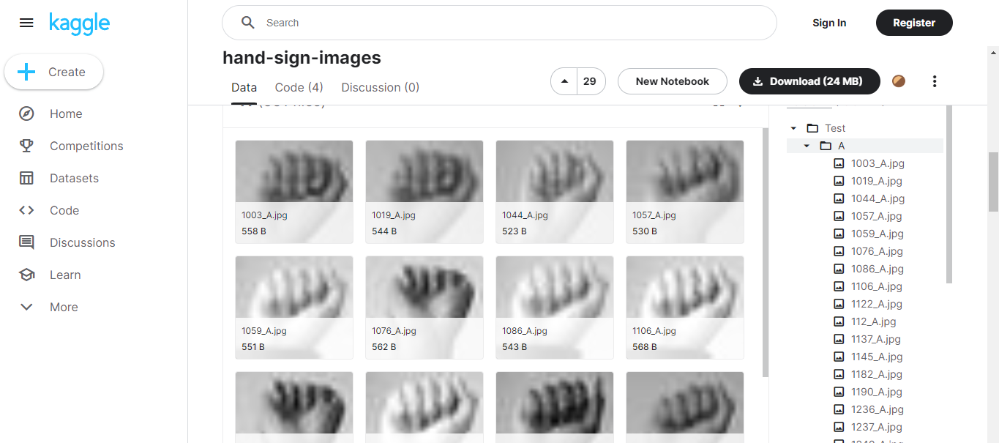 kaggle
Search
Sign In
Register
Create
Home
Competitions
Datasets
Code
Discussions
Learn
More
hand-sign-images
Data
Code (4)
Discussion (0)
29
New Notebook
Download (24 MB)
1003_A.jpg
558 B
1019_A.jpg
544 B
1044_A.jpg
523 B
1057_A.jpg
530 B
1059_A.jpg
551 B
1076_A.jpg
562 B
1086_A.jpg
543 B
1106_A.jpg
568 B
Test
A
1003_A.jpg
1019_A.jpg
1044_A.jpg
1057_A.jpg
1059_A.jpg
1076_A.jpg
1086_A.jpg
1106_A.jpg
1122_A.jpg
112_A.jpg
1137_A.jpg
1145_A.jpg
1182_A.jpg
1190_A.jpg
1236_A.jpg
1237_A.jpg